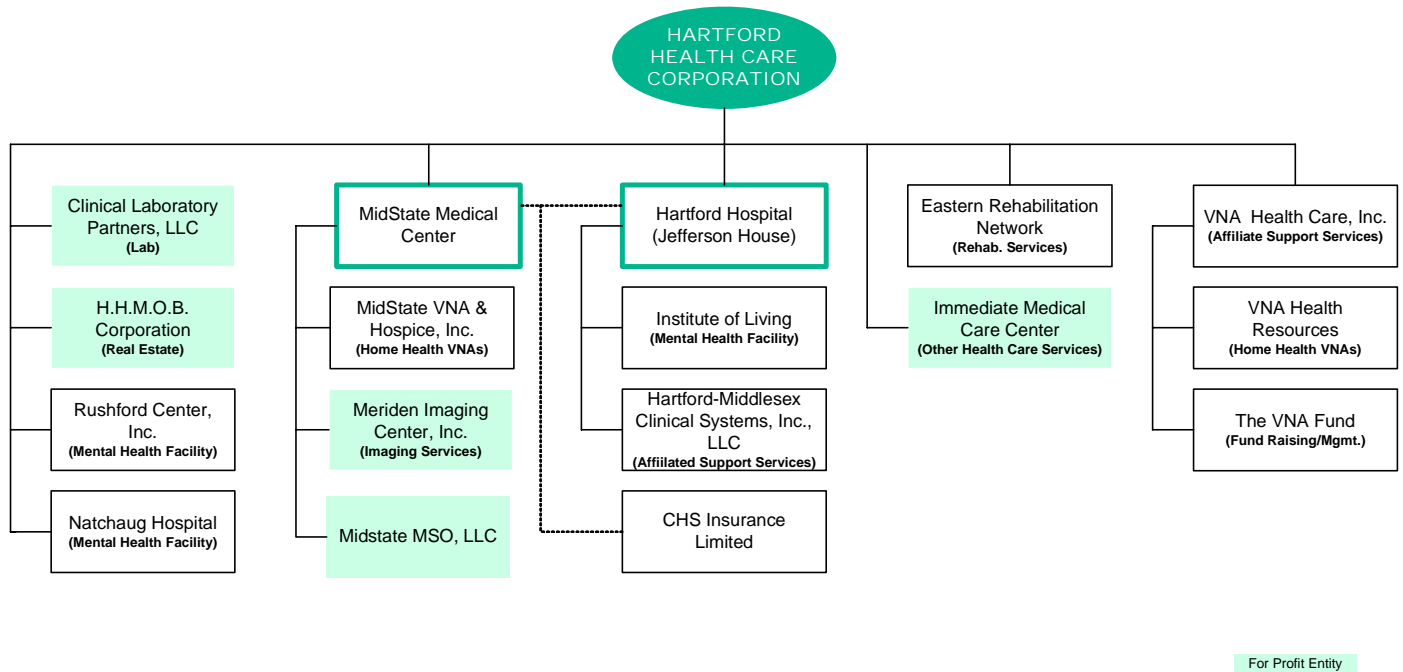 HARTFORD
HEALTH CARE
CORPORATION
Clinical Laboratory
Partners, LLC
(Lab)
H.H.M.O.B.
Corporation
(Real Estate)
Rushford Center,
Inc.
(Mental Health Facility)
Natchaug Hospital
(Mental Health Facility)
MidState Medical
Center
MidState VNA &
Hospice, Inc.
(Home Health VNAs)
Meriden Imaging
Center, Inc.
(Imaging Services)
Midstate MSO, LLC
Hartford Hospital
(Jefferson House)
Institute of Living
(Mental Health Facility)
Hartford-Middlesex
Clinical Systems, Inc.,
LLC
(Affiilated Support Services)
CHS Insurance
Limited
Eastern Rehabilitation
Network
(Rehab. Services)
Immediate Medical
Care Center
(Other Health Care Services)
VNA Health Care, Inc.
(Affiliate Support Services)
VNA Health
Resources
(Home Health VNAs)
The VNA Fund
(Fund Raising/Mgmt.)
For Profit Entity